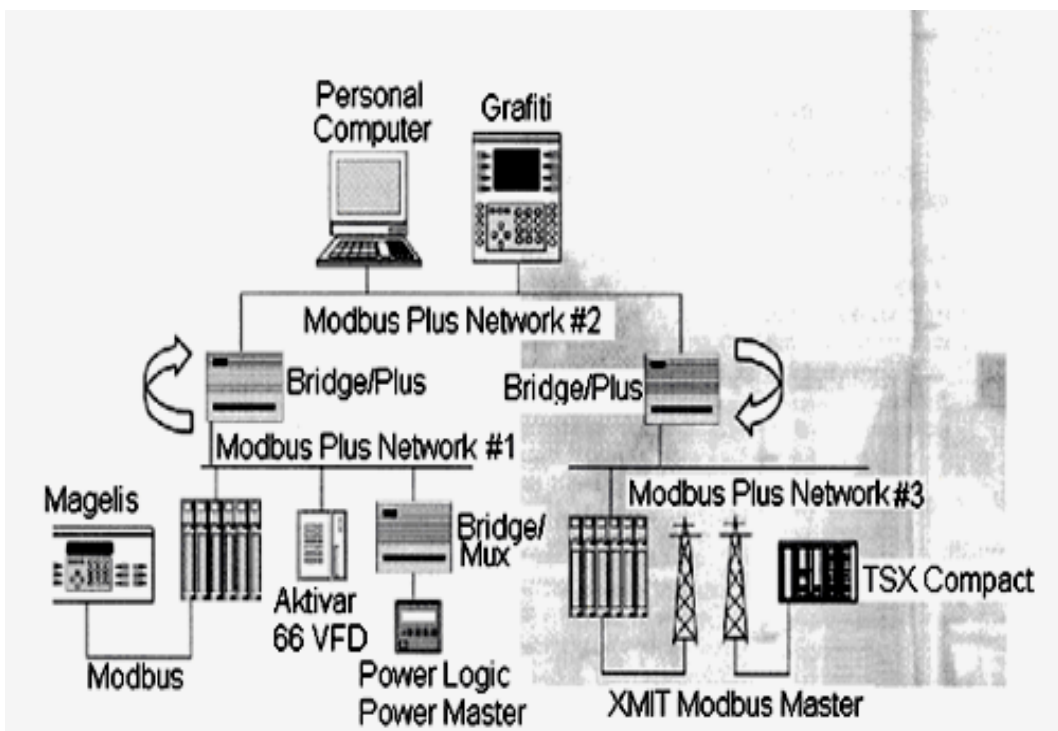 Personal
Computer
Grafiti
Modbus Plus Network #2
Bridge/Plus
Bridge/Plus
Modbus Plus Network #1
Modbus Plus Network #3
Magelis
Bridge/
Mux
TSX Compact
Aktivar
66 VFD
Modbus
Power Logic
Power Master
XMIT Modbus Master